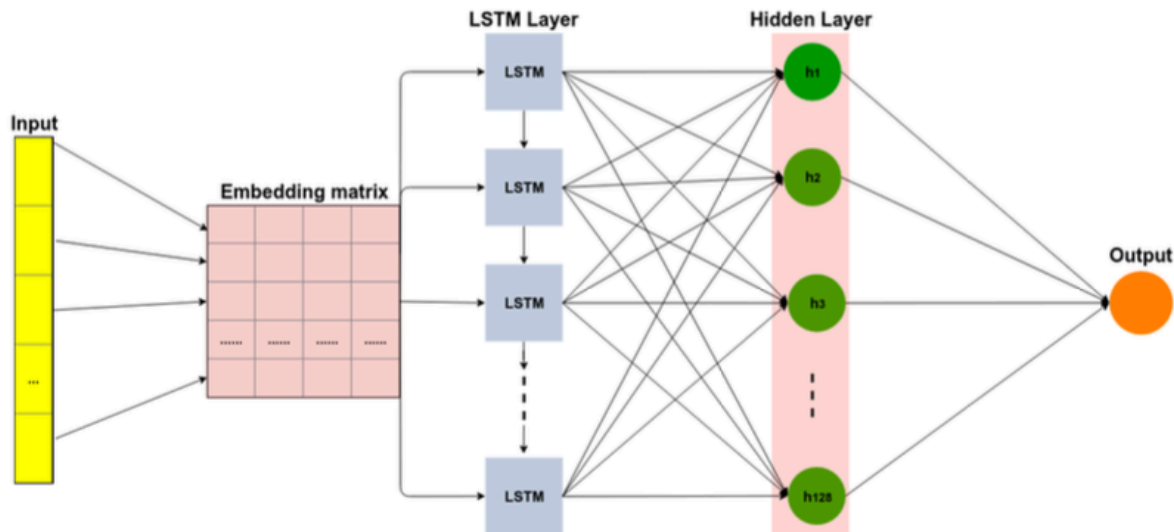 LSTM Layer
Hidden Layer
Input
Embedding matrix
Output
LSTM
LSTM
LSTM
LSTM
h1
h2
h3
h128
...
...... ...... ...... ......